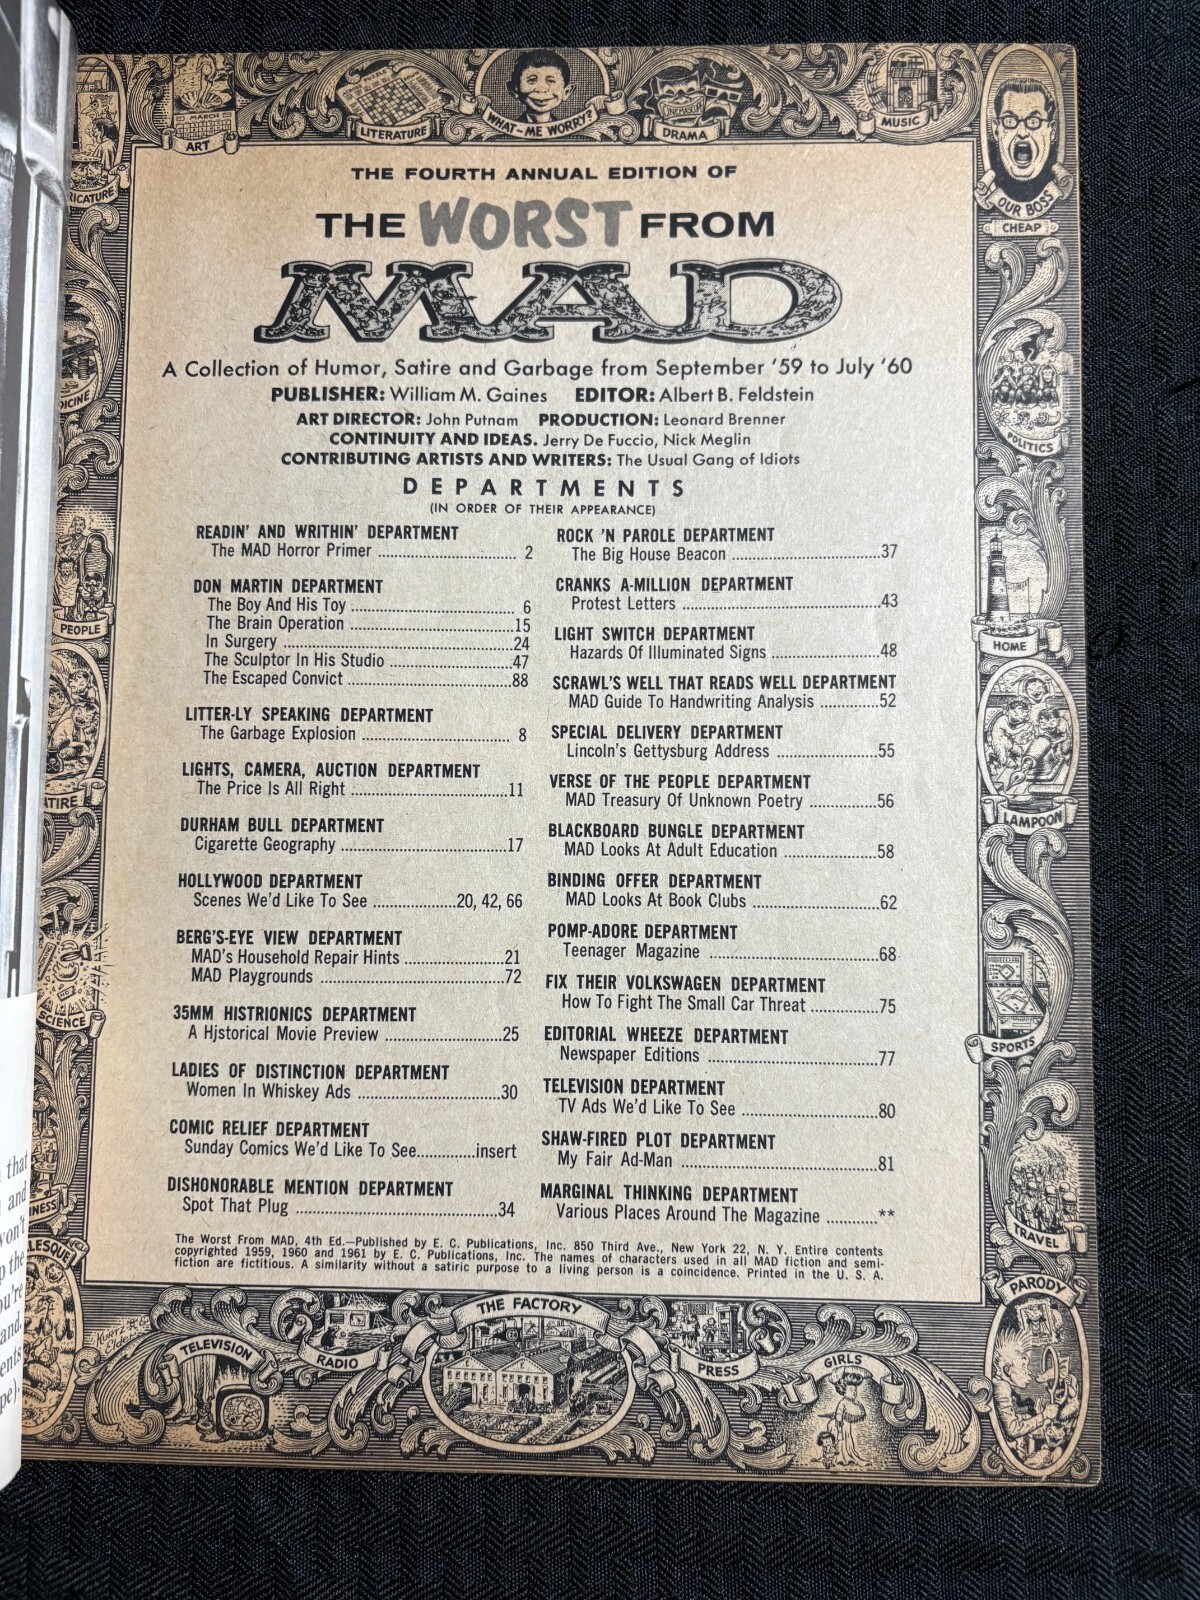 ART
LITERATURE
WHAT—ME WORRY?
DRAMA
MUSIC
OUR BOSS
CHEAP
THE FOURTH ANNUAL EDITION OF
THE WORST FROM
MAD
A Collection of Humor, Satire and Garbage from September '59 to July '60
PUBLISHER: William M. Gaines EDITOR: Albert B. Feldstein
ART DIRECTOR: John Putnam PRODUCTION: Leonard Brenner
CONTINUITY AND IDEAS. Jerry De Fuccio, Nick Meglin
CONTRIBUTING ARTISTS AND WRITERS: The Usual Gang of Idiots
DEPARTMENTS
(IN ORDER OF THEIR APPEARANCE)
READIN' AND WRITHIN' DEPARTMENT
The MAD Horror Primer ........ 2
DON MARTIN DEPARTMENT
The Boy And His Toy ........ 6
The Brain Operation ........ 15
In Surgery ........ 24
The Sculptor In His Studio ........ 47
The Escaped Convict ........ 88
LITTER-LY SPEAKING DEPARTMENT
The Garbage Explosion ........ 8
LIGHTS, CAMERA, AUCTION DEPARTMENT
The Price Is All Right ........ 11
DURHAM BULL DEPARTMENT
Cigarette Geography ........ 17
HOLLYWOOD DEPARTMENT
Scenes We'd Like To See ........ 20, 42, 66
BERG'S-EYE VIEW DEPARTMENT
MAD's Household Repair Hints ........ 21
MAD Playgrounds ........ 72
35MM HISTRIONICS DEPARTMENT
A Hjstorical Movie Preview ........ 25
LADIES OF DISTINCTION DEPARTMENT
Women In Whiskey Ads ........ 30
COMIC RELIEF DEPARTMENT
Sunday Comics We'd Like To See ........ insert
DISHONORABLE MENTION DEPARTMENT
Spot That Plug ........ 34
ROCK 'N PAROLE DEPARTMENT
The Big House Beacon ........ 37
CRANKS A-MILLION DEPARTMENT
Protest Letters ........ 43
LIGHT SWITCH DEPARTMENT
Hazards Of Illuminated Signs ........ 48
SCRAWL'S WELL THAT READS WELL DEPARTMENT
MAD Guide To Handwriting Analysis ........ 52
SPECIAL DELIVERY DEPARTMENT
Lincoln's Gettysburg Address ........ 55
VERSE OF THE PEOPLE DEPARTMENT
MAD Treasury Of Unknown Poetry ........ 56
BLACKBOARD BUNGLE DEPARTMENT
MAD Looks At Adult Education ........ 58
BINDING OFFER DEPARTMENT
MAD Looks At Book Clubs ........ 62
POMP-ADORE DEPARTMENT
Teenager Magazine ........ 68
FIX THEIR VOLKSWAGEN DEPARTMENT
How To Fight The Small Car Threat ........ 75
EDITORIAL WHEEZE DEPARTMENT
Newspaper Editions ........ 77
TELEVISION DEPARTMENT
TV Ads We'd Like To See ........ 80
SHAW-FIRED PLOT DEPARTMENT
My Fair Ad-Man ........ 81
MARGINAL THINKING DEPARTMENT
Various Places Around The Magazine ........ **
The Worst From MAD, 4th Ed.—Published by E. C. Publications, Inc. 850 Third Ave., New York 22, N. Y. Entire contents
copyrighted 1959, 1960 and 1961 by E. C. Publications, Inc. The names of characters used in all MAD fiction and semi-
fiction are fictitious. A similarity without a satiric purpose to a living person is a coincidence. Printed in the U. S. A.
PEOPLE
SCIENCE
POLITICS
HOME
LAMPOON
SPORTS
TRAVEL
PARODY
TELEVISION
RADIO
THE FACTORY
PRESS
GIRLS
that
and
won't
p the
ou're
and.
ents
pe).